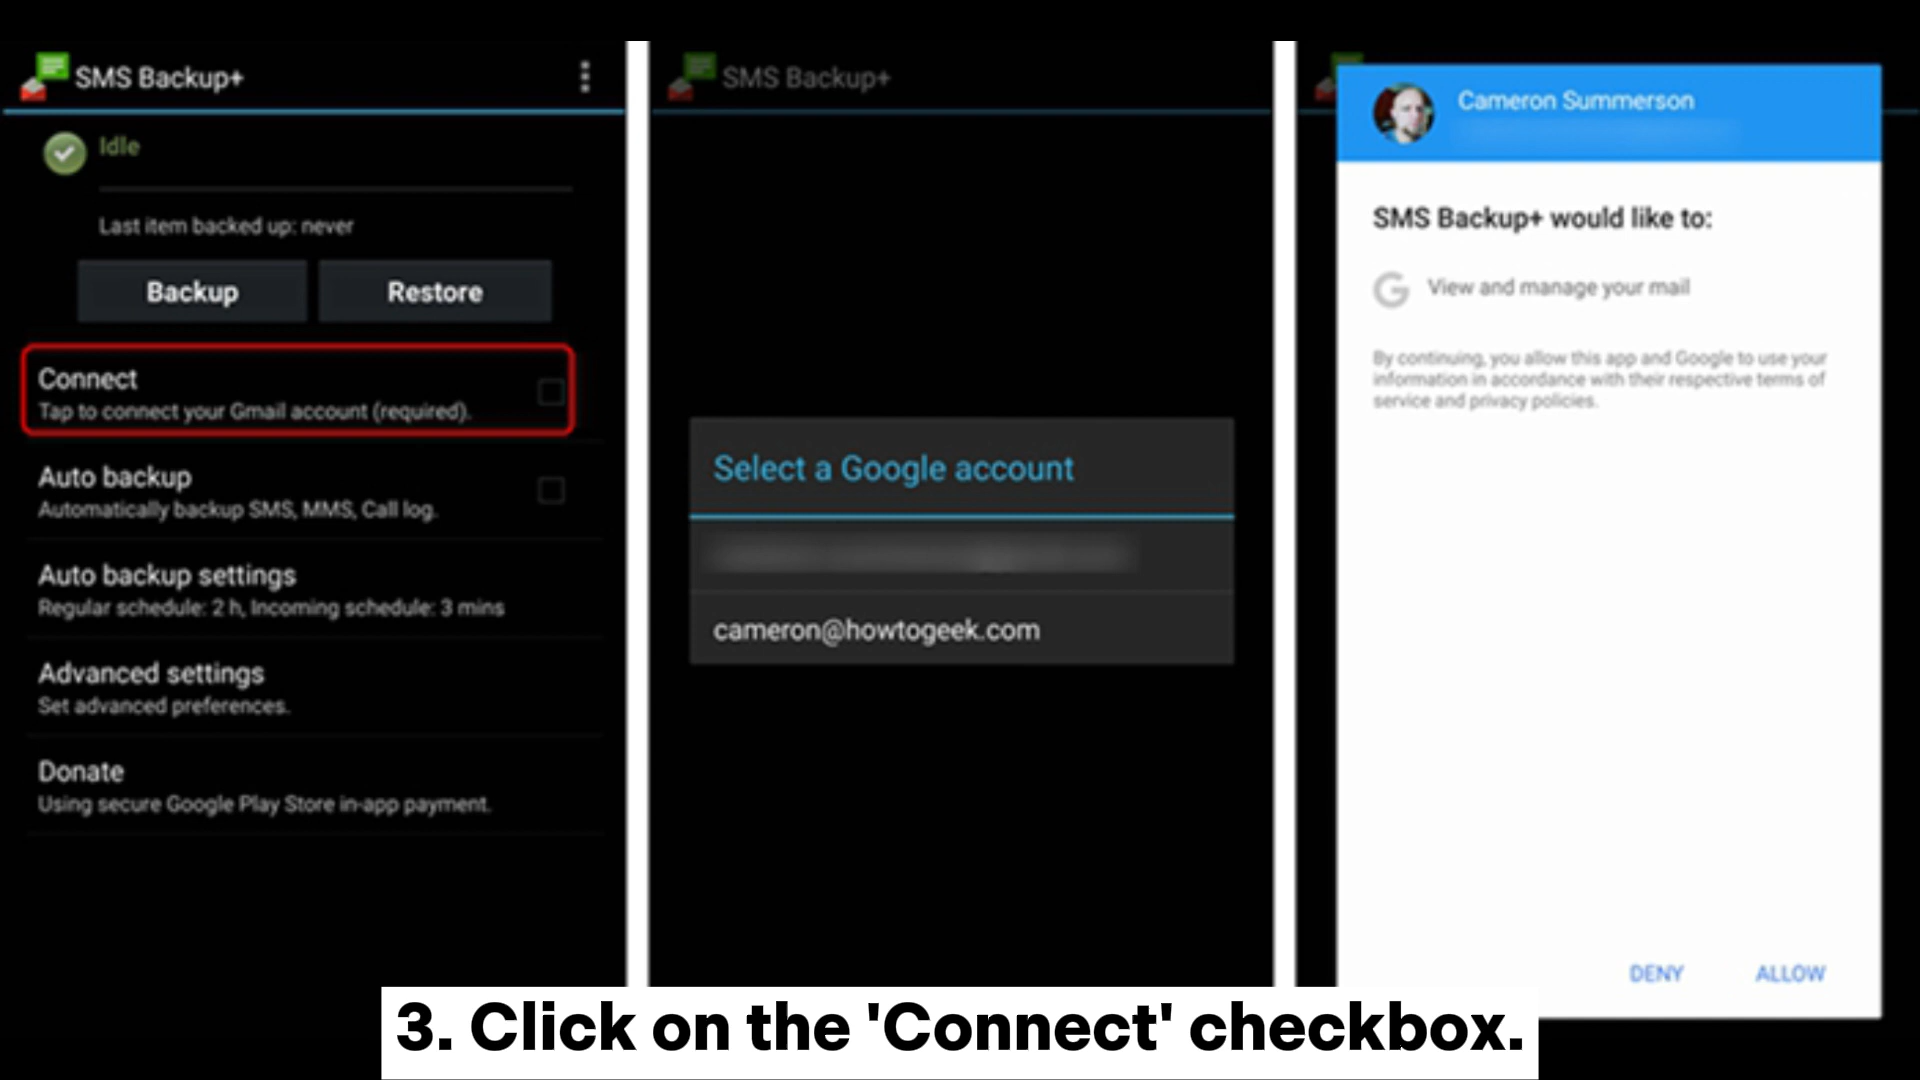 SMS Backup+
Idle
Last item backed up: never
Backup
Restore
Connect
Tap to connect your Gmail account (required).
Auto backup
Automatically backup SMS, MMS, Call log.
Auto backup settings
Regular schedule: 2 h, Incoming schedule: 3 mins
Advanced settings
Set advanced preferences.
Donate
Using secure Google Play Store in-app payment.
SMS Backup+
Select a Google account
cameron@howtogeek.com
Cameron Summerson
SMS Backup+ would like to:
G View and manage your mail
By continuing, you allow this app and Google to use your
information in accordance with their respective terms of
service and privacy policies.
DENY
ALLOW
3. Click on the 'Connect' checkbox.